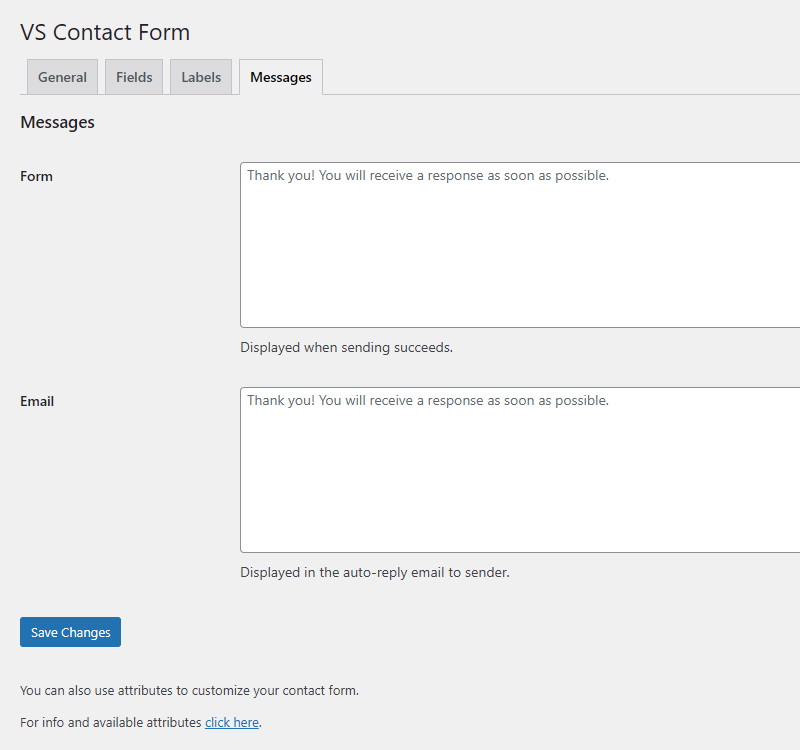 VS Contact Form
General Fields Labels Messages
Messages
Form
Thank you! You will receive a response as soon as possible.
Displayed when sending succeeds.
Email
Thank you! You will receive a response as soon as possible.
Displayed in the auto-reply email to sender.
Save Changes
You can also use attributes to customize your contact form.
For info and available attributes click here.